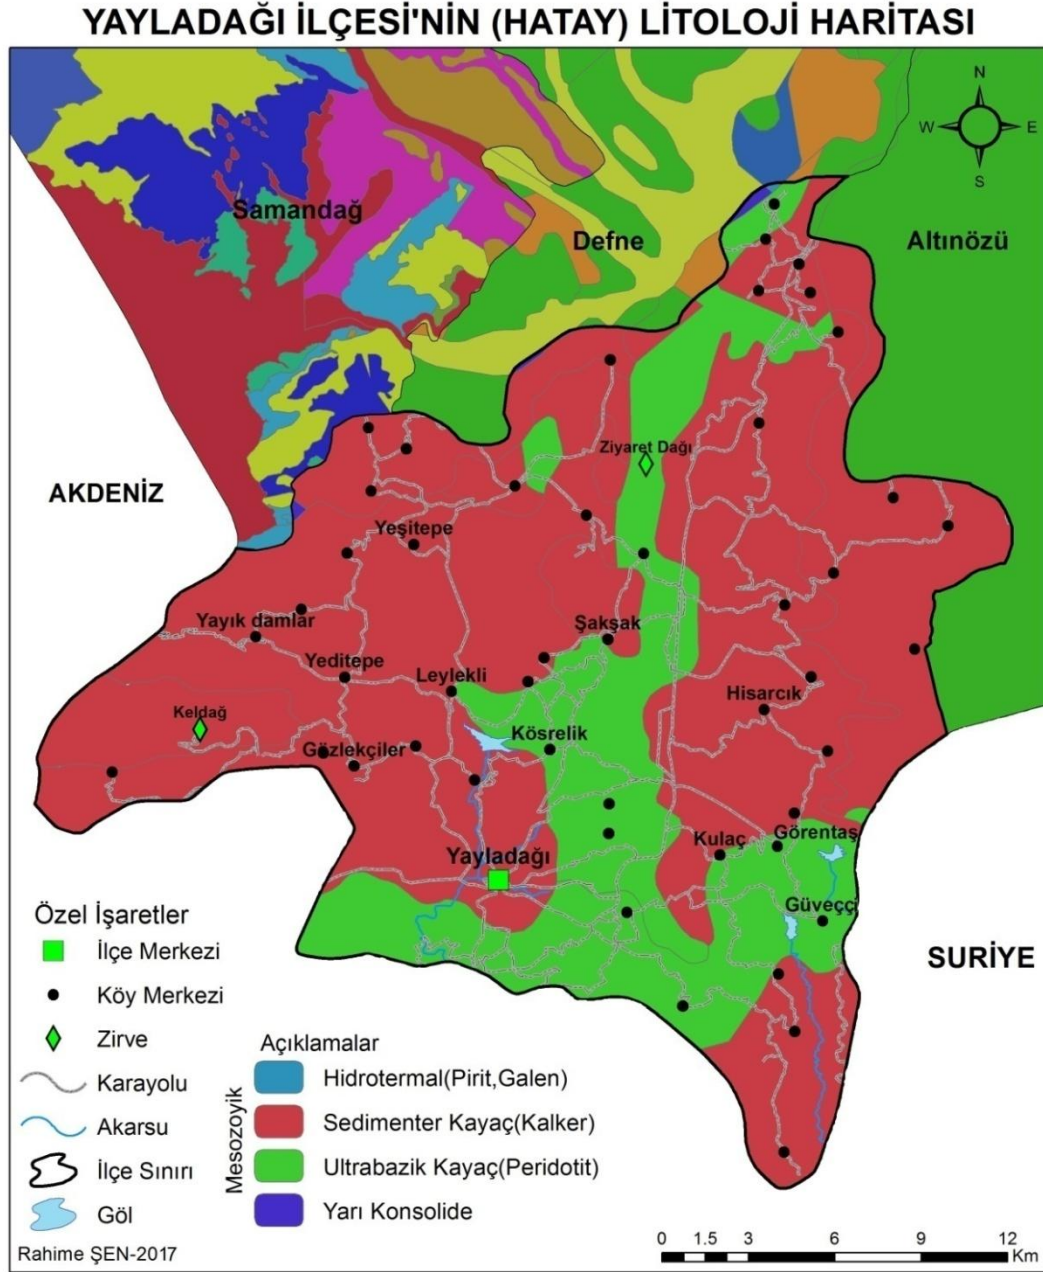 YAYLADAĞI İLÇESİ'NİN (HATAY) LİTOLOJİ HARİTASI
N
W
E
S
Samandağ
Defne
Altınözü
Ziyaret Dağı
AKDENİZ
Yeşitepe
Yayık damlar
Şakşak
Yeditepe
Leylekli
Hisarcık
Keldağ
Kösrelik
Gözlekçiler
Kulaç
Görentaş
Yayladağı
Güveççi
SURİYE
Özel İşaretler
İlçe Merkezi
Köy Merkezi
Zirve
Karayolu
Akarsu
İlçe Sınırı
Göl
Açıklamalar
Mesozoyik
Hidrotermal(Pirit,Galen)
Sedimenter Kayaç(Kalker)
Ultrabazik Kayaç(Peridotit)
Yarı Konsolide
Rahime ŞEN-2017
0 1.5 3 6 9 12
Km